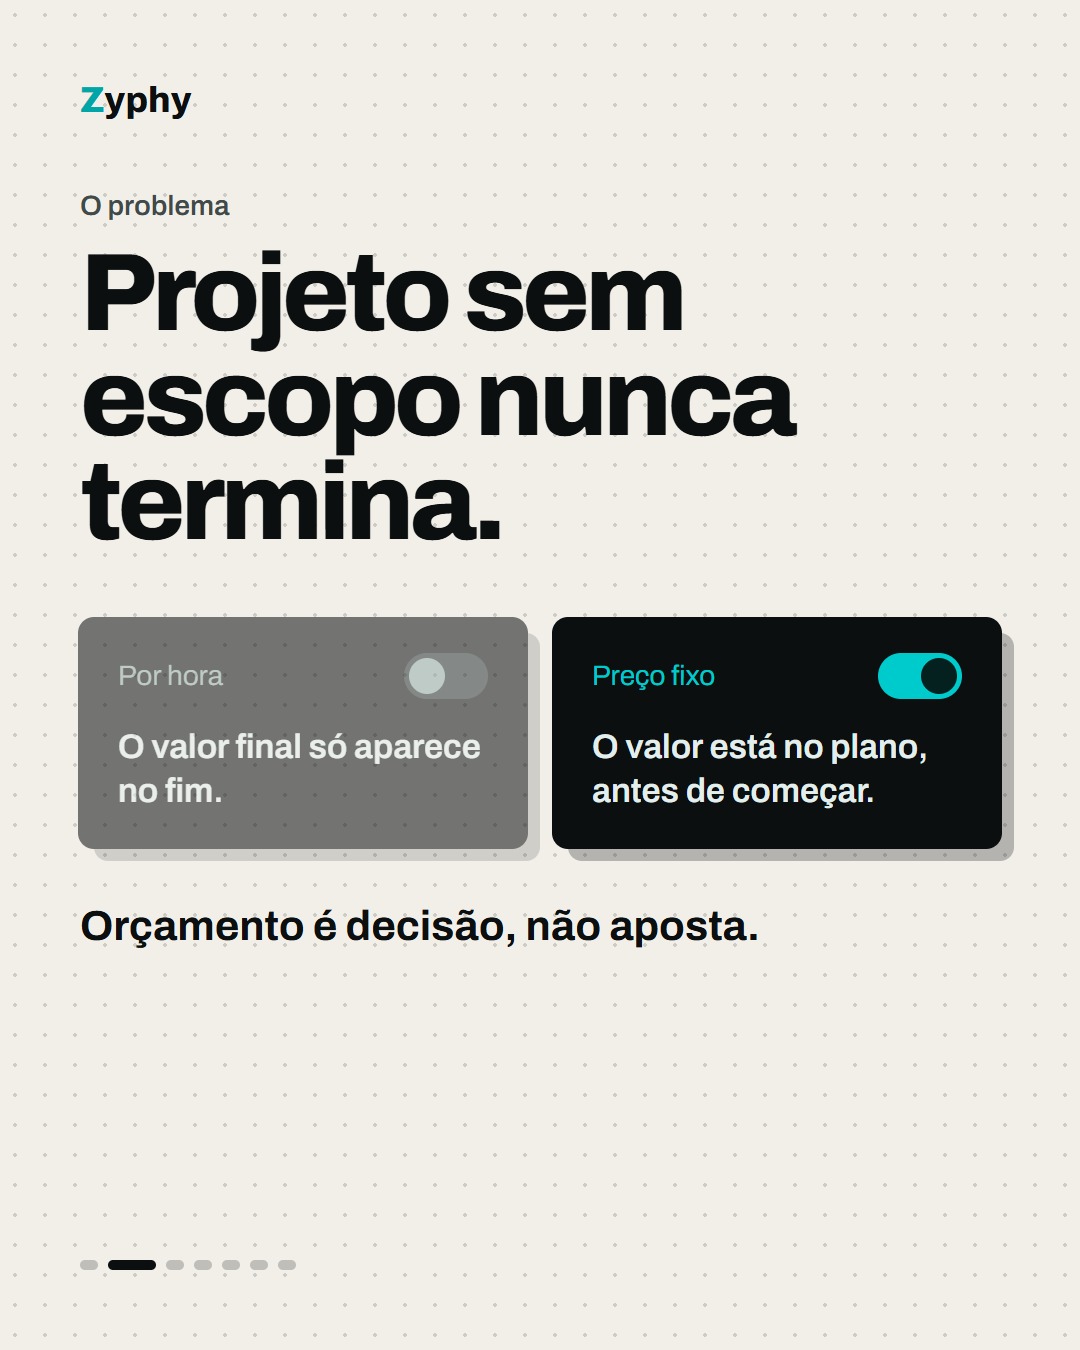 Zyphy
O problema
Projeto sem
escopo nunca
termina.
Por hora
O valor final só aparece
no fim.
Preço fixo
O valor está no plano,
antes de começar.
Orçamento é decisão, não aposta.